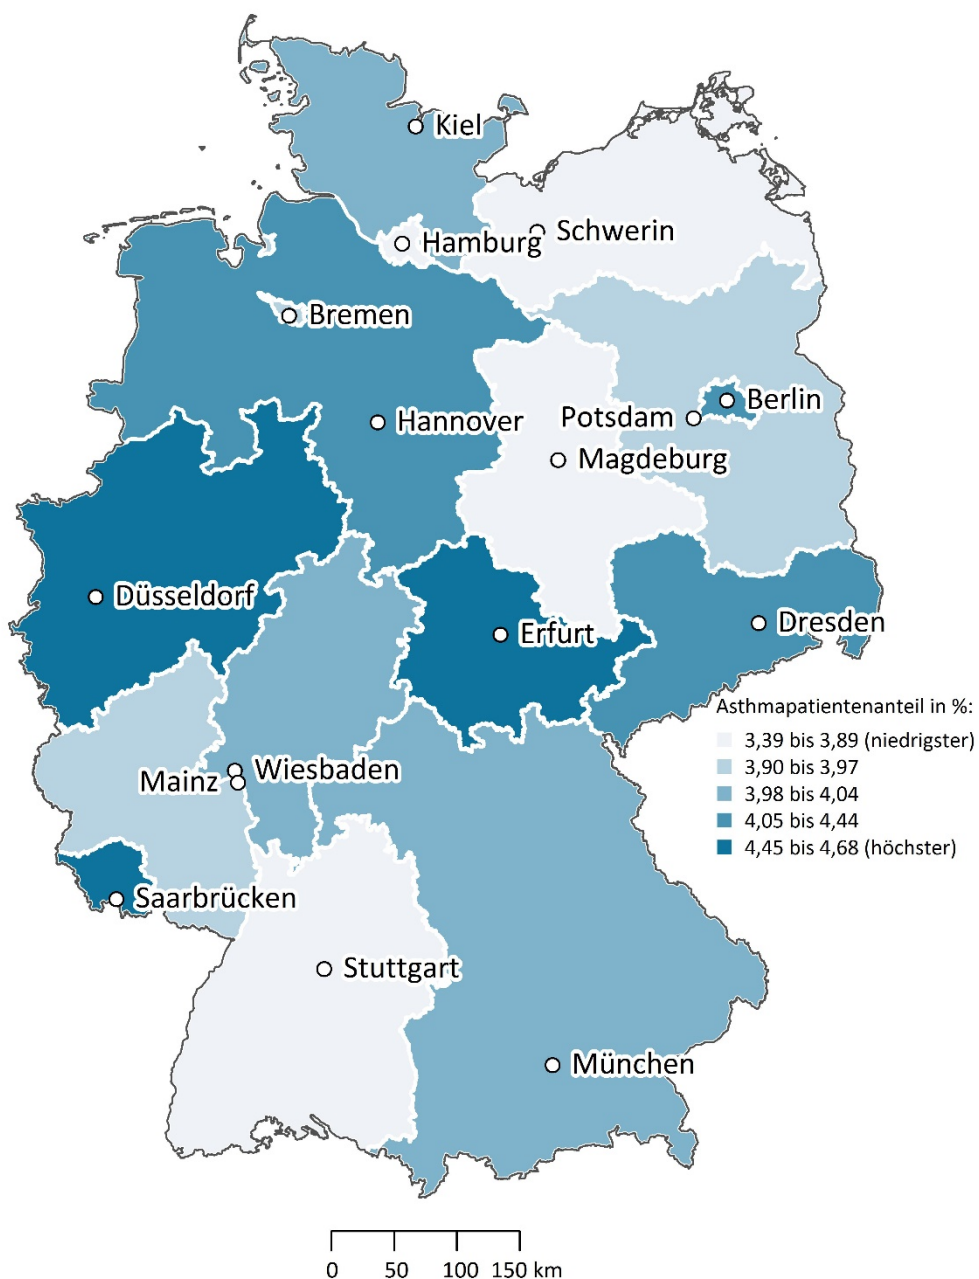 Kiel
Schwerin
Hamburg
Bremen
Berlin
Potsdam
Hannover
Magdeburg
Düsseldorf
Dresden
Erfurt
Asthmapatientenanteil in %:
3,39 bis 3,89 (niedrigster)
3,90 bis 3,97
3,98 bis 4,04
4,05 bis 4,44
4,45 bis 4,68 (höchster)
Wiesbaden
Mainz
Saarbrücken
Stuttgart
München
0 50 100 150 km